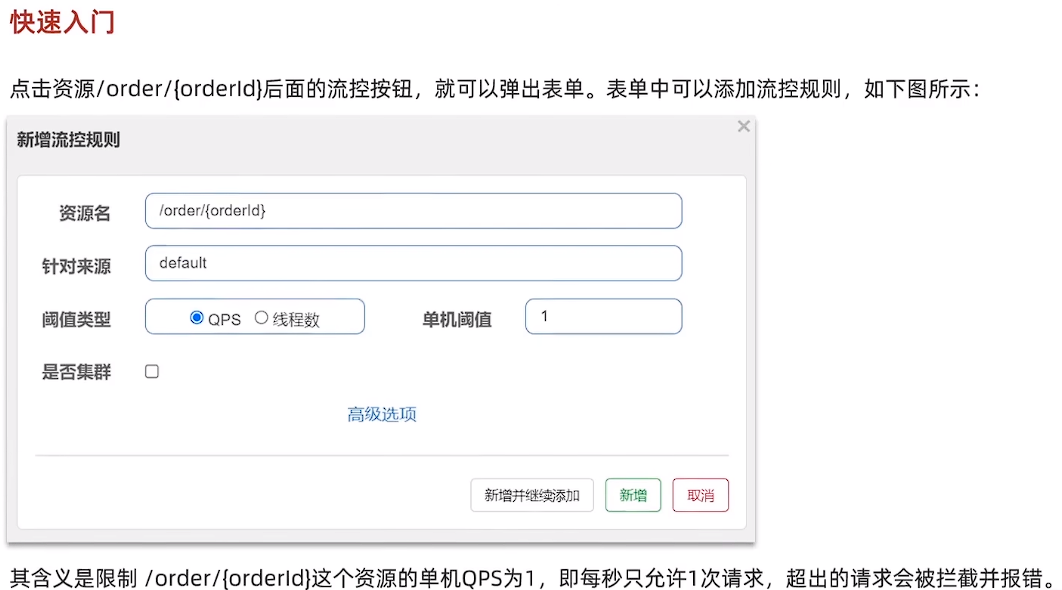 快速入门
点击资源/order/{orderId}后面的流控按钮，就可以弹出表单。表单中可以添加流控规则，如下图所示：
新增流控规则
×
资源名 /order/{orderId}
针对来源 default
阈值类型 QPS 线程数 单机阈值 1
是否集群
高级选项
新增并继续添加 新增 取消
其含义是限制 /order/{orderId}这个资源的单机QPS为1，即每秒只允许1次请求，超出的请求会被拦截并报错。